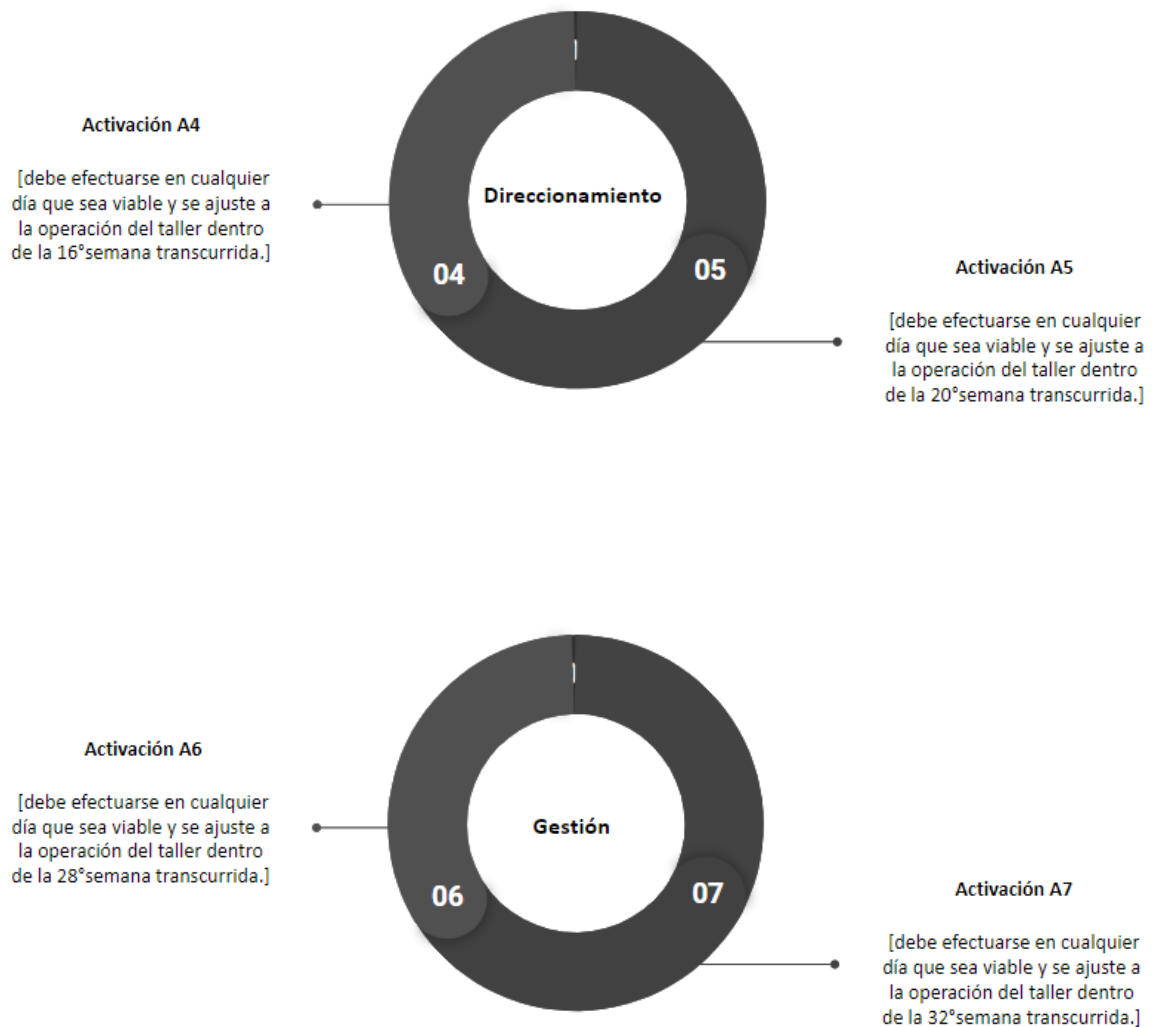 Activación A4
[debe efectuarse en cualquier
día que sea viable y se ajuste a
la operación del taller dentro
de la 16°semana transcurrida.]
Direccionamiento
04
05
Activación A5
[debe efectuarse en cualquier
día que sea viable y se ajuste a
la operación del taller dentro
de la 20°semana transcurrida.]
Activación A6
[debe efectuarse en cualquier
día que sea viable y se ajuste a
la operación del taller dentro
de la 28°semana transcurrida.]
Gestión
06
07
Activación A7
[debe efectuarse en cualquier
día que sea viable y se ajuste a
la operación del taller dentro
de la 32°semana transcurrida.]